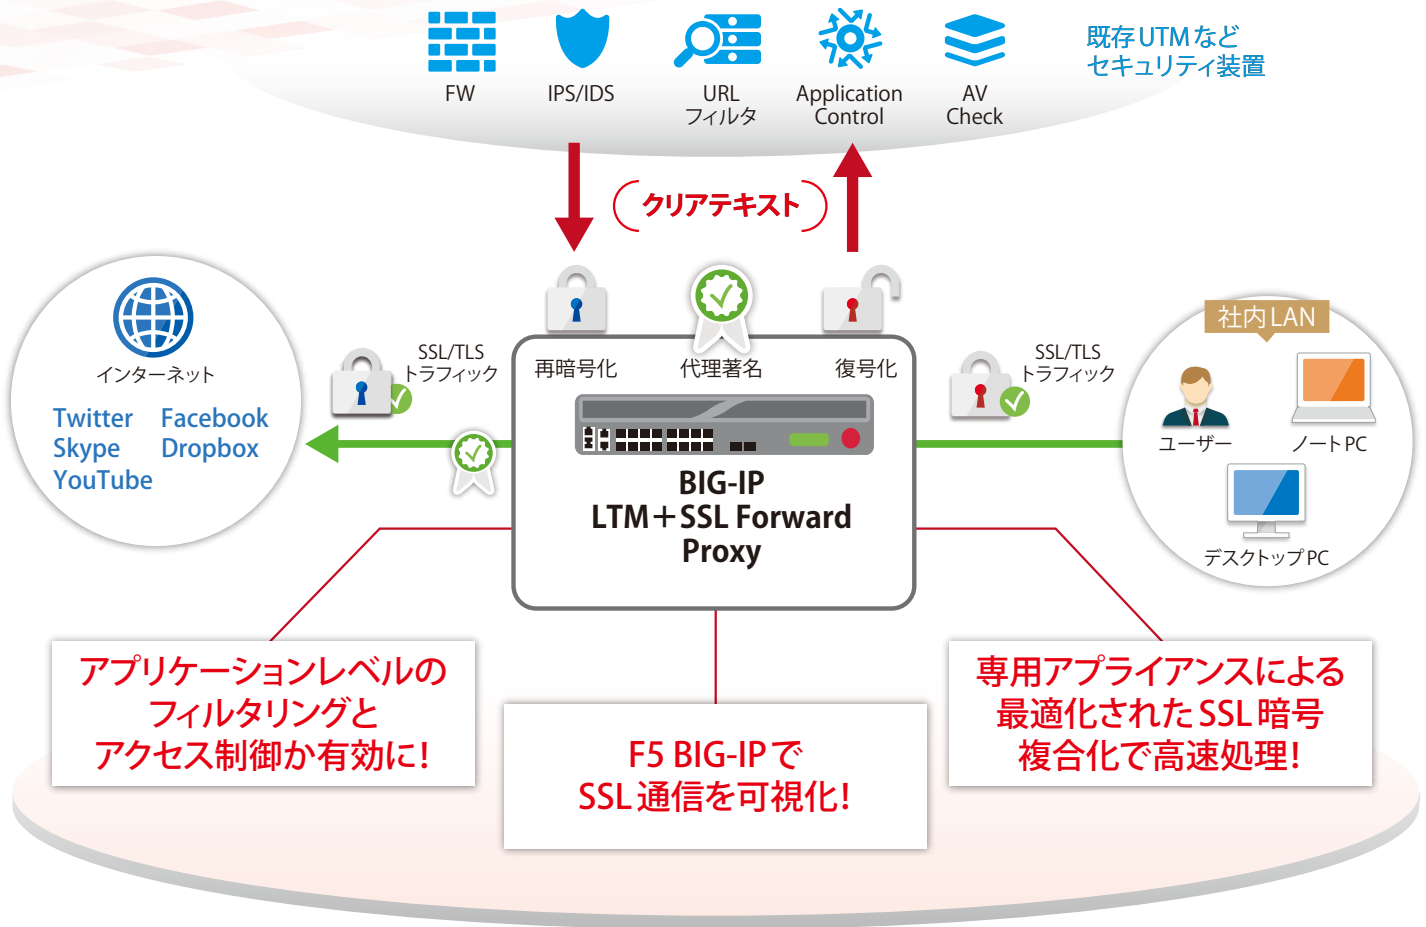 既存UTMなど
セキュリティ装置
FW
IPS/IDS
URL
フィルタ
Application
Control
AV
Check
クリアテキスト
インターネット
Twitter Facebook
Skype Dropbox
YouTube
SSL/TLS
トラフィック
再暗号化
代理著名
復号化
BIG-IP
LTM＋SSL Forward
Proxy
SSL/TLS
トラフィック
社内LAN
ユーザー
ノートPC
デスクトップPC
アプリケーションレベルの
フィルタリングと
アクセス制御か有効に！
F5 BIG-IPで
SSL通信を可視化！
専用アプライアンスによる
最適化されたSSL暗号
複合化で高速処理！